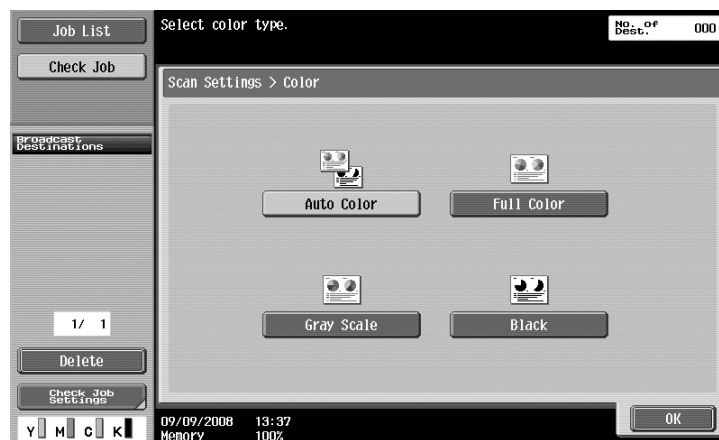 Job List
Select color type.
No. of
Dest.
000
Check Job
Scan Settings > Color
Broadcast
Destinations
Auto Color
Full Color
1/ 1
Gray Scale
Black
Delete
Check Job
Settings
OK
Y M C K
09/09/2008 13:37
Memory 100%